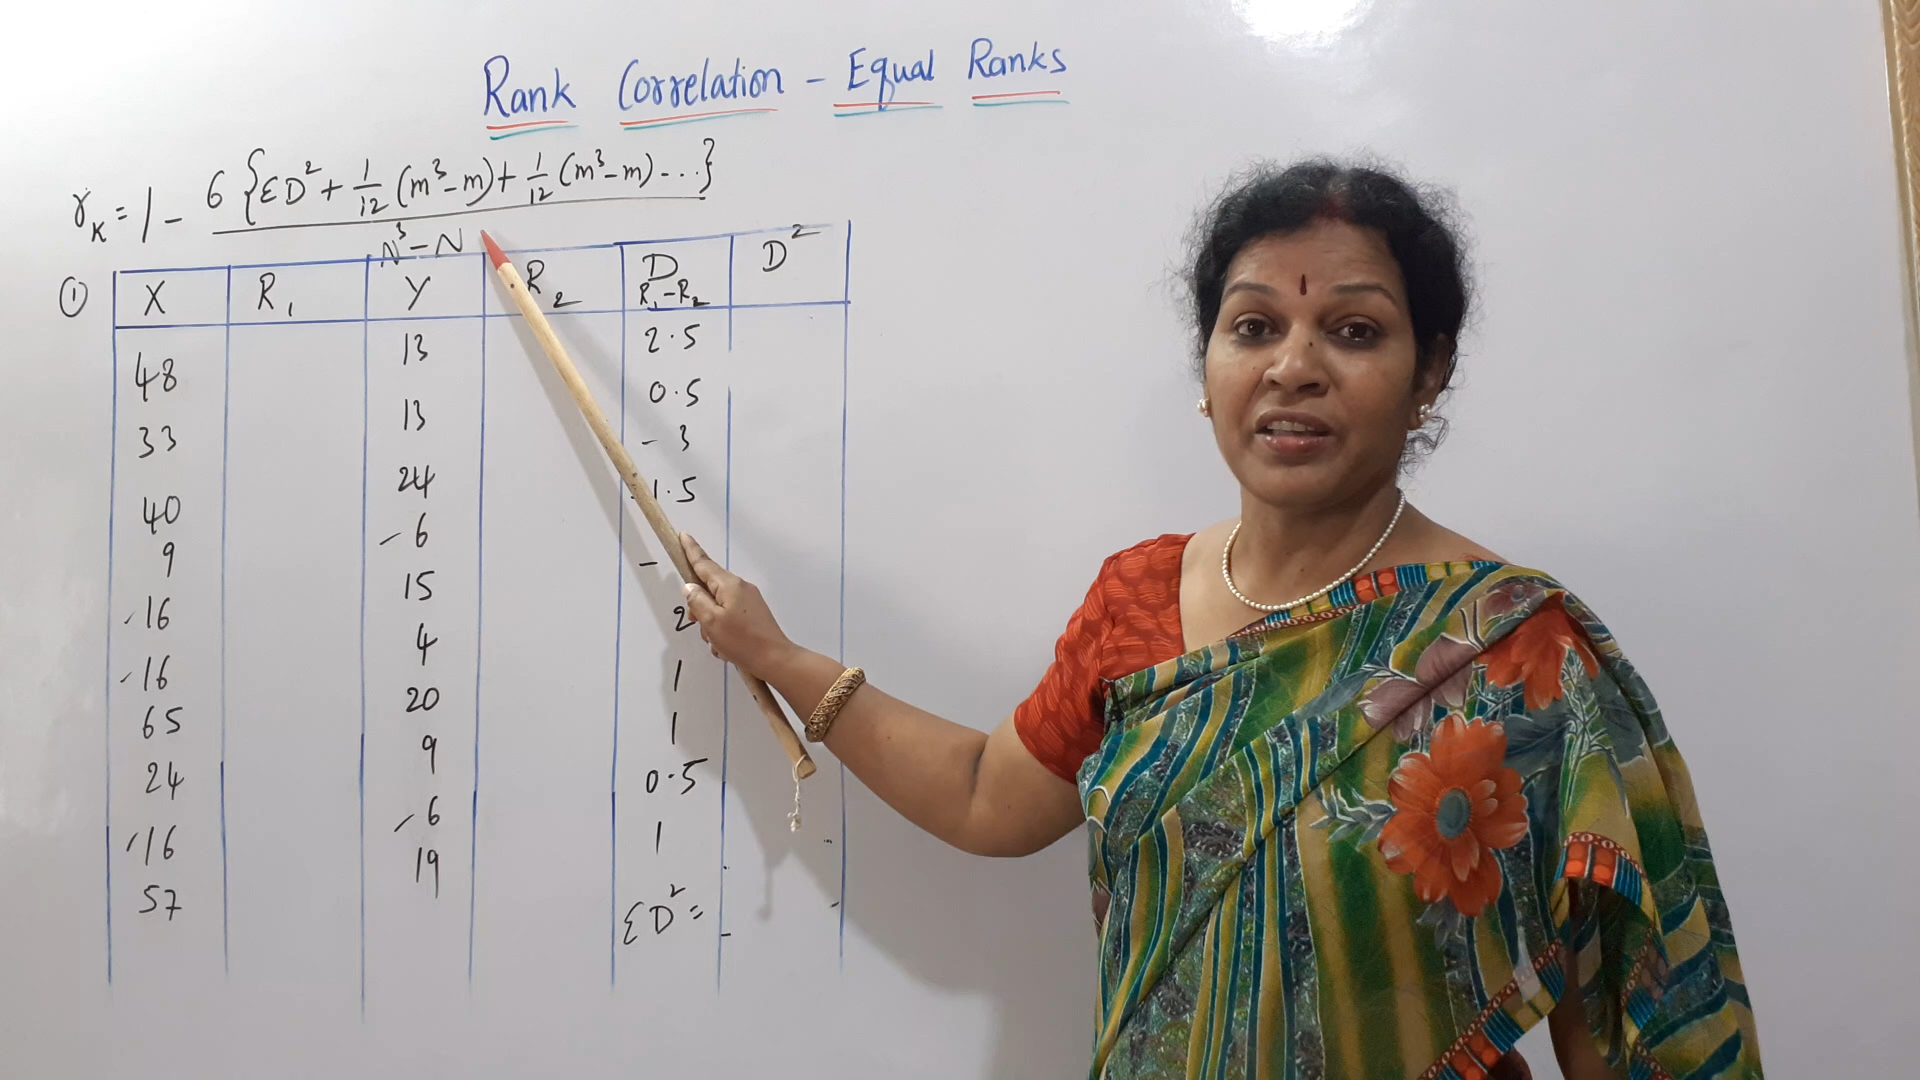 Rank Correlation - Equal Ranks
r_k = 1 - 6 {ΣD² + 1/12 (m³-m) + 1/12 (m³-m) ...} / N³-N
① X R₁ Y R₂ D R₁-R₂ D²
48 13 2.5
33 13 0.5
40 24 -3
9 -6 -1.5
-16 15 -
-16 4 2
65 20 1
24 9 1
-16 -6 0.5
57 19 1
ΣD² =